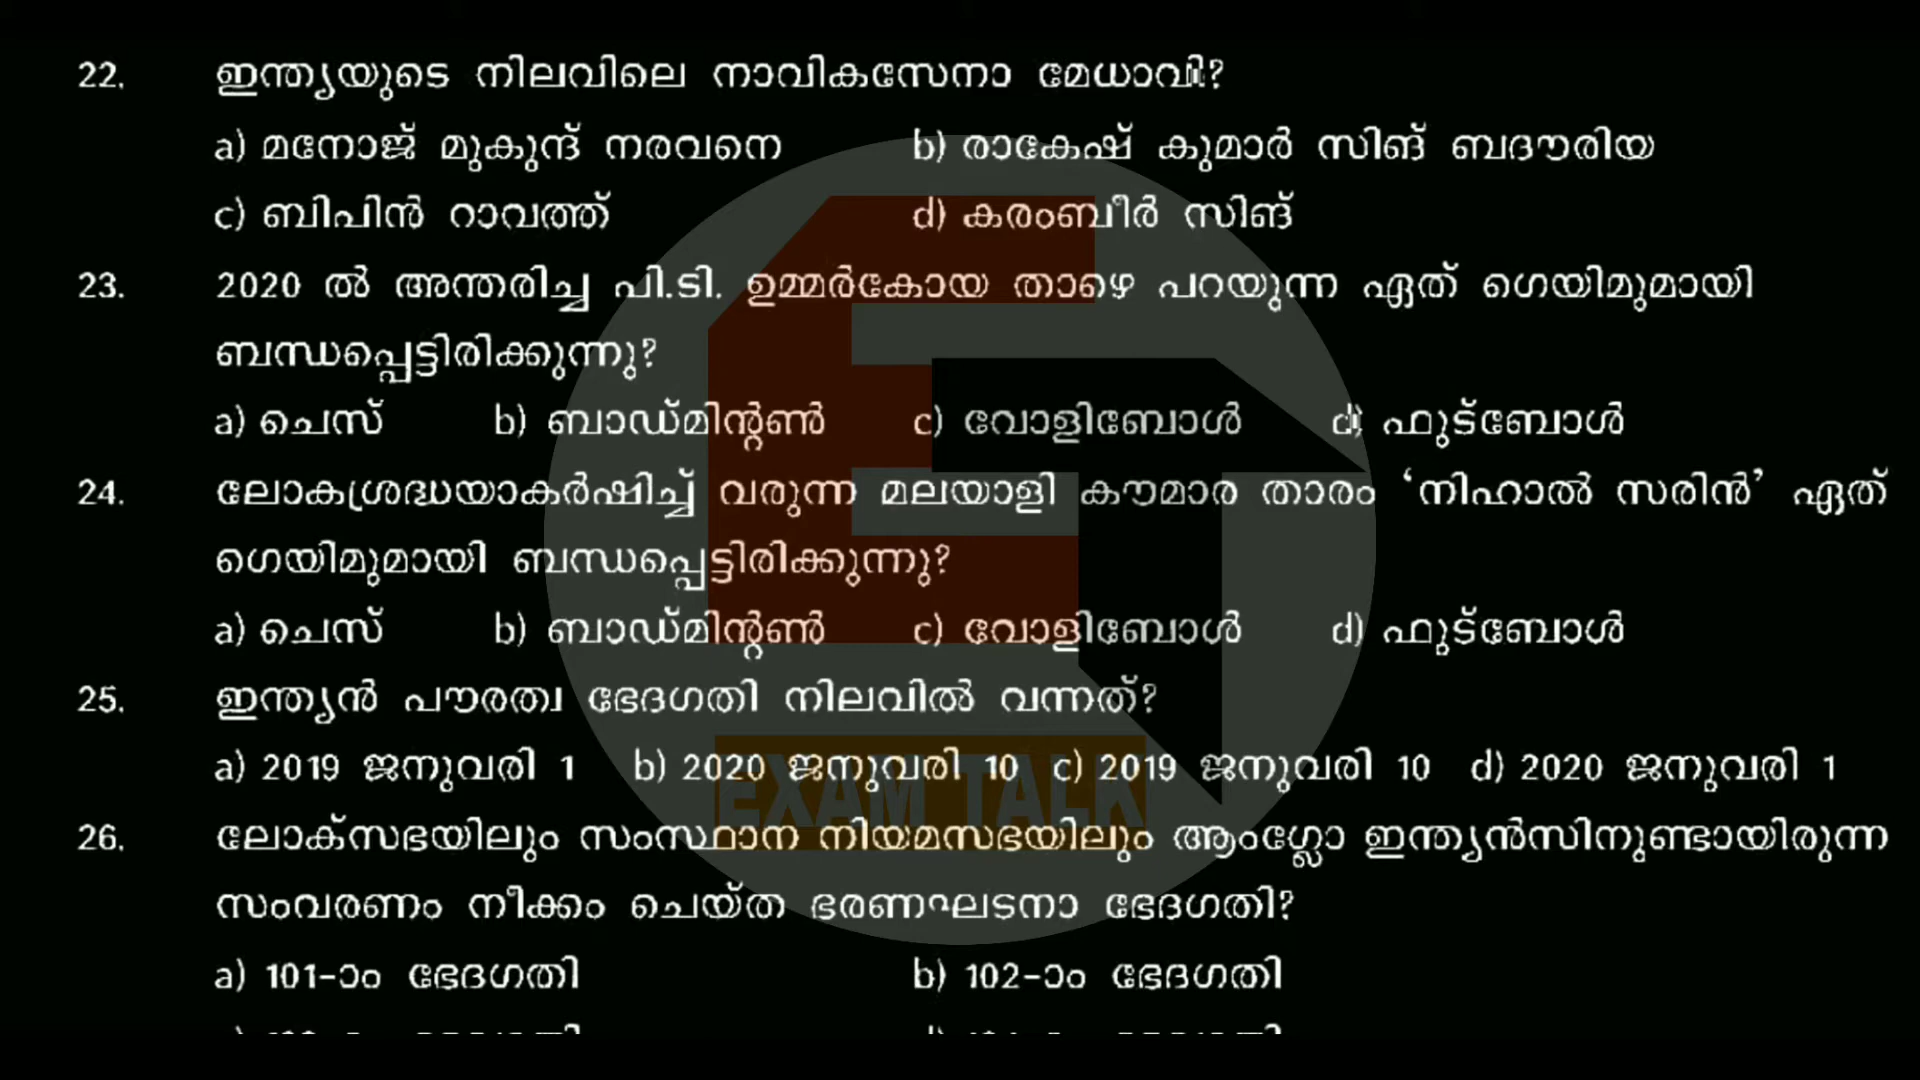 22. ഇന്ത്യയുടെ നിലവിലെ നാവികസേനാ മേധാവി?
a) മനോജ് മുകുന്ദ് നരവനെ b) രാകേഷ് കുമാർ സിങ് ബദൗരിയ
c) ബിപിൻ റാവത്ത് d) കരംബീർ സിങ്
23. 2020 ൽ അന്തരിച്ച പി.ടി. ഉമ്മർകോയ താഴെ പറയുന്ന ഏത് ഗെയിമുമായി
ബന്ധപ്പെട്ടിരിക്കുന്നു?
a) ചെസ് b) ബാഡ്മിന്റൺ c) വോളിബോൾ d) ഫുട്ബോൾ
24. ലോകശ്രദ്ധയാകർഷിച്ച് വരുന്ന മലയാളി കൗമാര താരം ‘നിഹാൽ സരിൻ’ ഏത്
ഗെയിമുമായി ബന്ധപ്പെട്ടിരിക്കുന്നു?
a) ചെസ് b) ബാഡ്മിന്റൺ c) വോളിബോൾ d) ഫുട്ബോൾ
25. ഇന്ത്യൻ പൗരത്വ ഭേദഗതി നിലവിൽ വന്നത്?
a) 2019 ജനുവരി 1 b) 2020 ജനുവരി 10 c) 2019 ജനുവരി 10 d) 2020 ജനുവരി 1
EXAM TALK
26. ലോക്സഭയിലും സംസ്ഥാന നിയമസഭയിലും ആംഗ്ലോ ഇന്ത്യൻസിനുണ്ടായിരുന്ന
സംവരണം നീക്കം ചെയ്ത ഭരണഘടനാ ഭേദഗതി?
a) 101-ാം ഭേദഗതി b) 102-ാം ഭേദഗതി